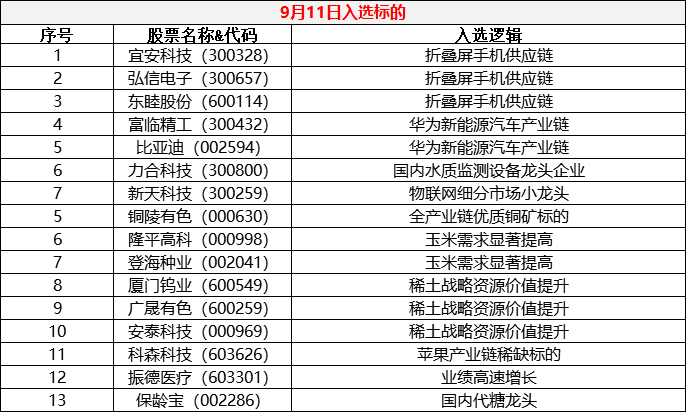 9月11日入选标的
序号 股票名称&代码 入选逻辑
1 宜安科技（300328） 折叠屏手机供应链
2 弘信电子（300657） 折叠屏手机供应链
3 东睦股份（600114） 折叠屏手机供应链
4 富临精工（300432） 华为新能源汽车产业链
5 比亚迪（002594） 华为新能源汽车产业链
6 力合科技（300800） 国内水质监测设备龙头企业
7 新天科技（300259） 物联网细分市场小龙头
5 铜陵有色（000630） 全产业链优质铜矿标的
6 隆平高科（000998） 玉米需求显著提高
7 登海种业（002041） 玉米需求显著提高
8 厦门钨业（600549） 稀土战略资源价值提升
9 广晟有色（600259） 稀土战略资源价值提升
10 安泰科技（000969） 稀土战略资源价值提升
11 科森科技（603626） 苹果产业链稀缺标的
12 振德医疗（603301） 业绩高速增长
13 保龄宝（002286） 国内代糖龙头